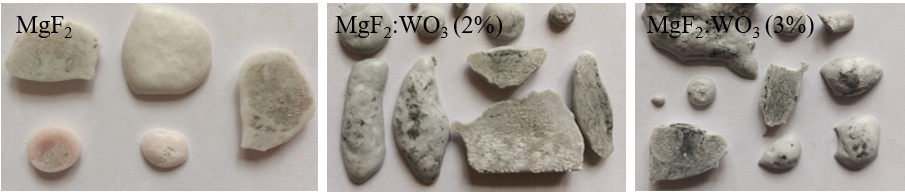 MgF₂
MgF₂:WO₃ (2%)
MgF₂:WO₃ (3%)